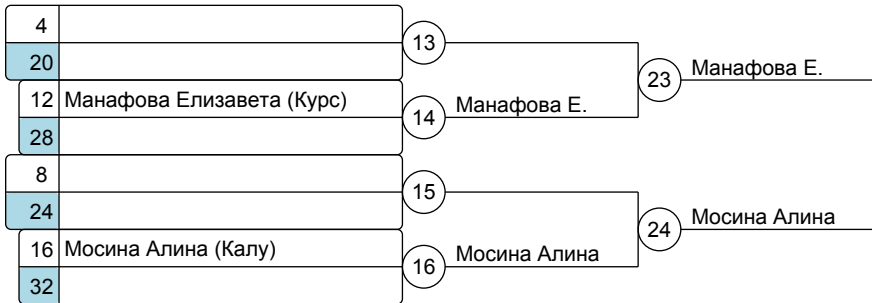 4
13
20
23 Манафова Е.
12 Манафова Елизавета (Курс)
14 Манафова Е.
28
8
15
24
24 Мосина Алина
16 Мосина Алина (Калу)
16 Мосина Алина
32